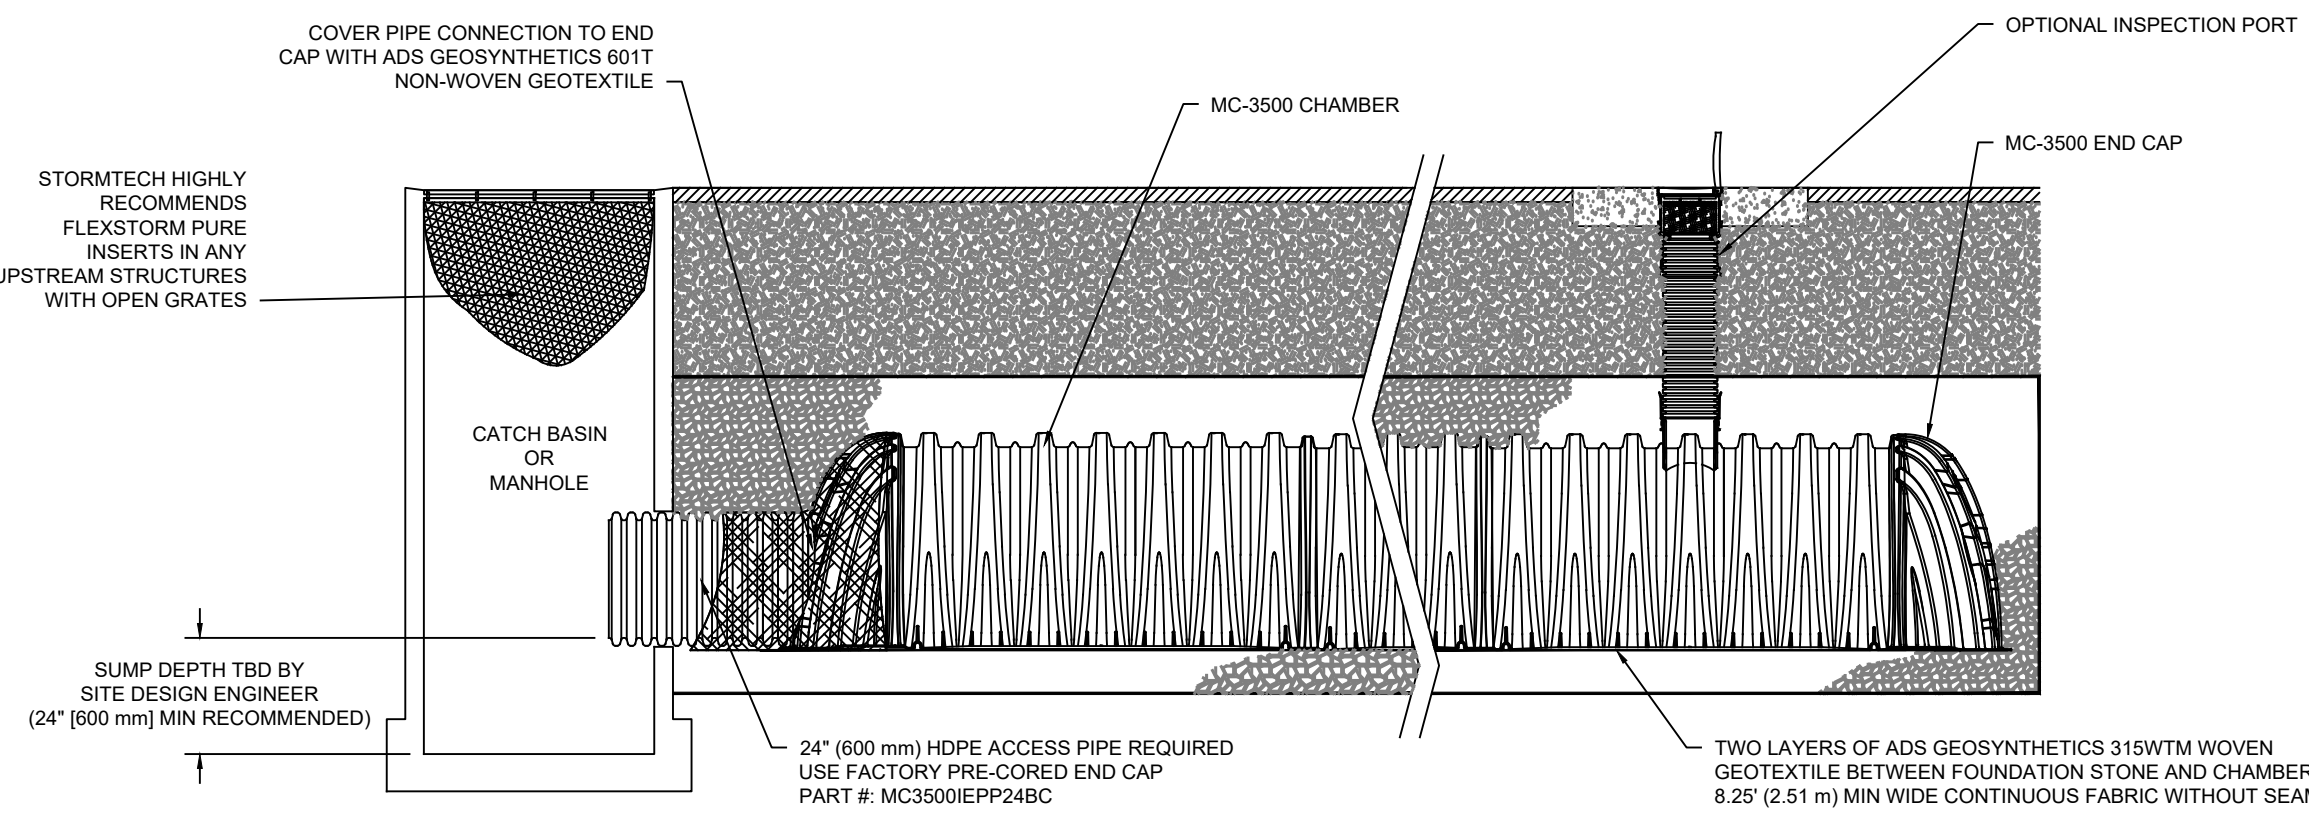 COVER PIPE CONNECTION TO END
CAP WITH ADS GEOSYNTHETICS 601T
NON-WOVEN GEOTEXTILE
OPTIONAL INSPECTION PORT
MC-3500 CHAMBER
MC-3500 END CAP
STORMTECH HIGHLY
RECOMMENDS
FLEXSTORM PURE
INSERTS IN ANY
UPSTREAM STRUCTURES
WITH OPEN GRATES
CATCH BASIN
OR
MANHOLE
SUMP DEPTH TBD BY
SITE DESIGN ENGINEER
(24" [600 mm] MIN RECOMMENDED)
24" (600 mm) HDPE ACCESS PIPE REQUIRED
USE FACTORY PRE-CORED END CAP
PART #: MC3500IEPP24BC
TWO LAYERS OF ADS GEOSYNTHETICS 315WTM WOVEN
GEOTEXTILE BETWEEN FOUNDATION STONE AND CHAMBER
8.25' (2.51 m) MIN WIDE CONTINUOUS FABRIC WITHOUT SEAM